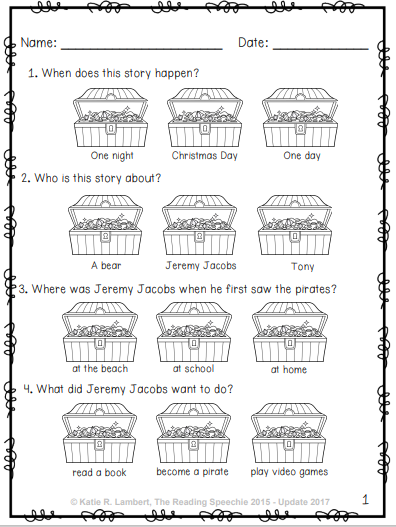 Name: ____________________ Date: ____________
1. When does this story happen?
One night Christmas Day One day
2. Who is this story about?
A bear Jeremy Jacobs Tony
3. Where was Jeremy Jacobs when he first saw the pirates?
at the beach at school at home
4. What did Jeremy Jacobs want to do?
read a book become a pirate play video games
© Katie R. Lambert, The Reading Speechie 2015 - Update 2017 1